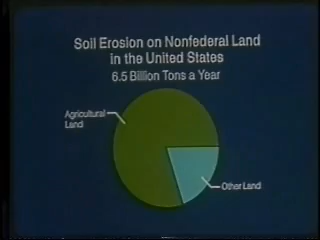 Soil Erosion on Nonfederal Land
in the United States
6.5 Billion Tons a Year
Agricultural
Land
Other Land